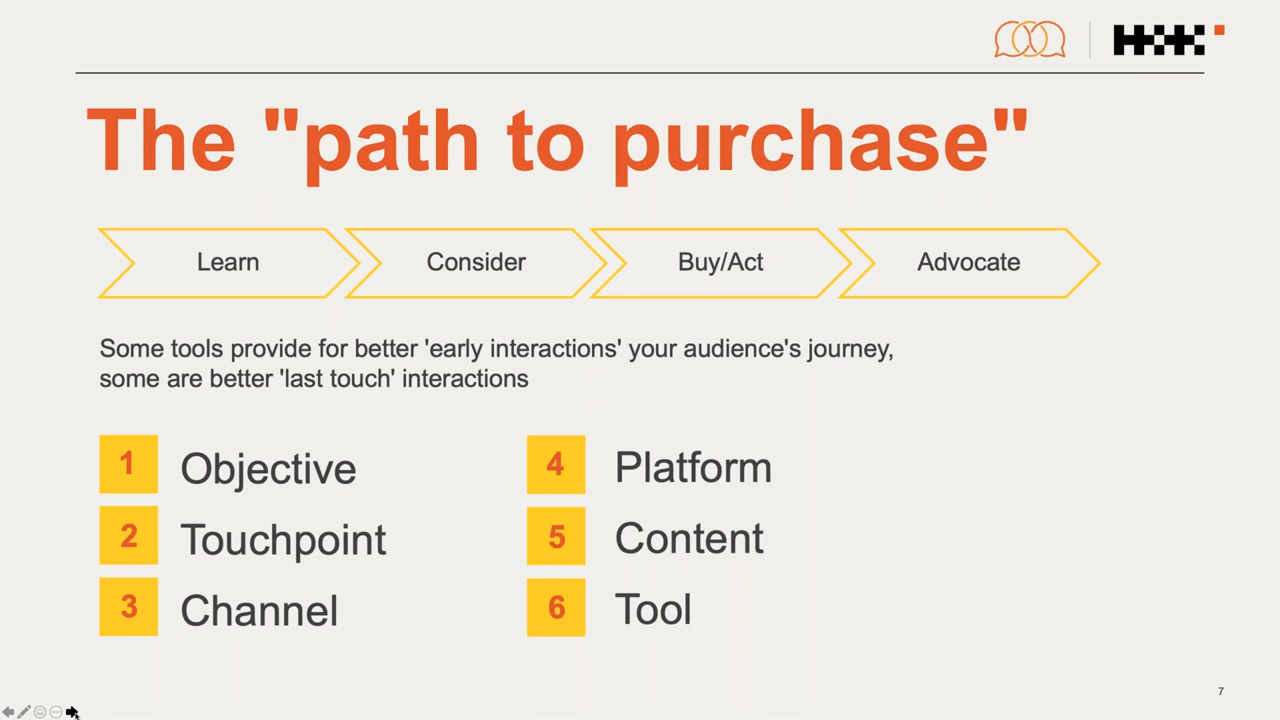 The "path to purchase"
Learn
Consider
Buy/Act
Advocate
Some tools provide for better 'early interactions' your audience's journey,
some are better 'last touch' interactions
1 Objective
2 Touchpoint
3 Channel
4 Platform
5 Content
6 Tool
7